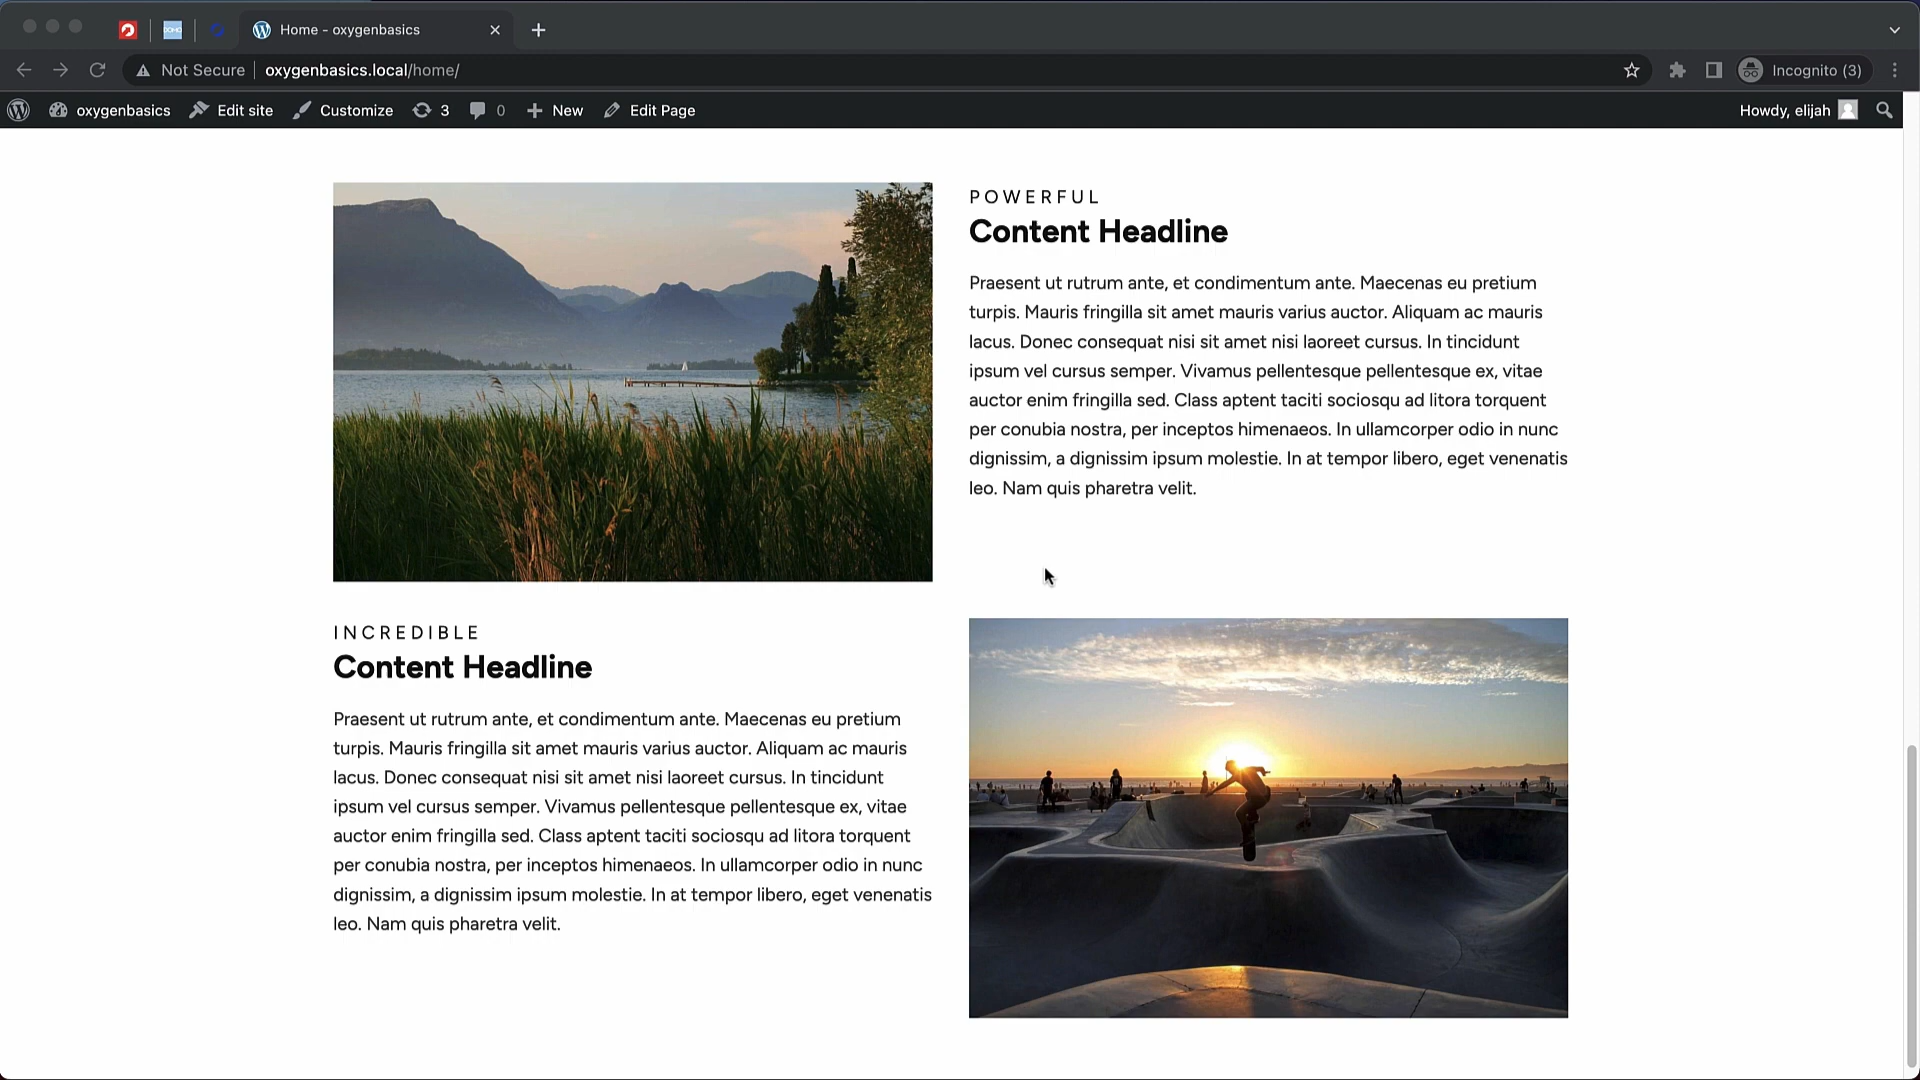 Home - oxygenbasics
Not Secure
oxygenbasics.local/home/
Incognito (3)
oxygenbasics
Edit site
Customize
3
0
New
Edit Page
Howdy, elijah
POWERFUL
Content Headline
Praesent ut rutrum ante, et condimentum ante. Maecenas eu pretium
turpis. Mauris fringilla sit amet mauris varius auctor. Aliquam ac mauris
lacus. Donec consequat nisi sit amet nisi laoreet cursus. In tincidunt
ipsum vel cursus semper. Vivamus pellentesque pellentesque ex, vitae
auctor enim fringilla sed. Class aptent taciti sociosqu ad litora torquent
per conubia nostra, per inceptos himenaeos. In ullamcorper odio in nunc
dignissim, a dignissim ipsum molestie. In at tempor libero, eget venenatis
leo. Nam quis pharetra velit.
INCREDIBLE
Content Headline
Praesent ut rutrum ante, et condimentum ante. Maecenas eu pretium
turpis. Mauris fringilla sit amet mauris varius auctor. Aliquam ac mauris
lacus. Donec consequat nisi sit amet nisi laoreet cursus. In tincidunt
ipsum vel cursus semper. Vivamus pellentesque pellentesque ex, vitae
auctor enim fringilla sed. Class aptent taciti sociosqu ad litora torquent
per conubia nostra, per inceptos himenaeos. In ullamcorper odio in nunc
dignissim, a dignissim ipsum molestie. In at tempor libero, eget venenatis
leo. Nam quis pharetra velit.